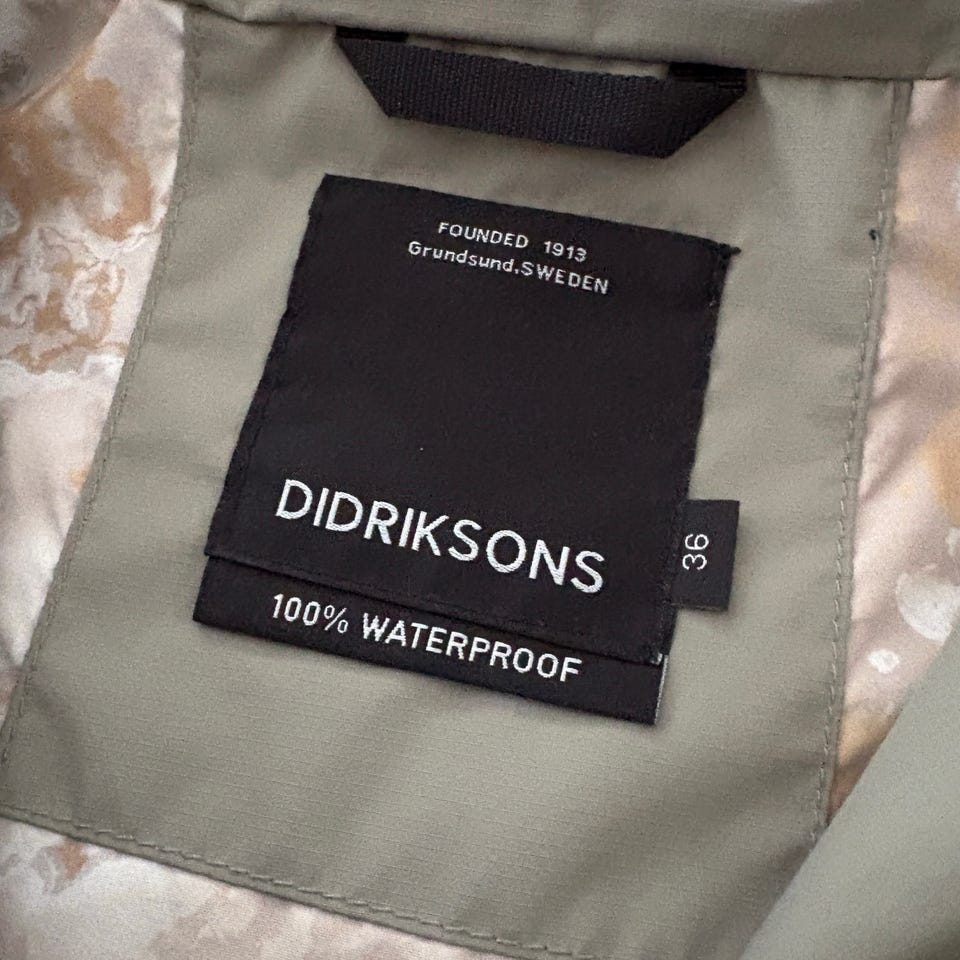 FOUNDED 1913
Grundsund, SWEDEN
DIDRIKSONS
36
100% WATERPROOF